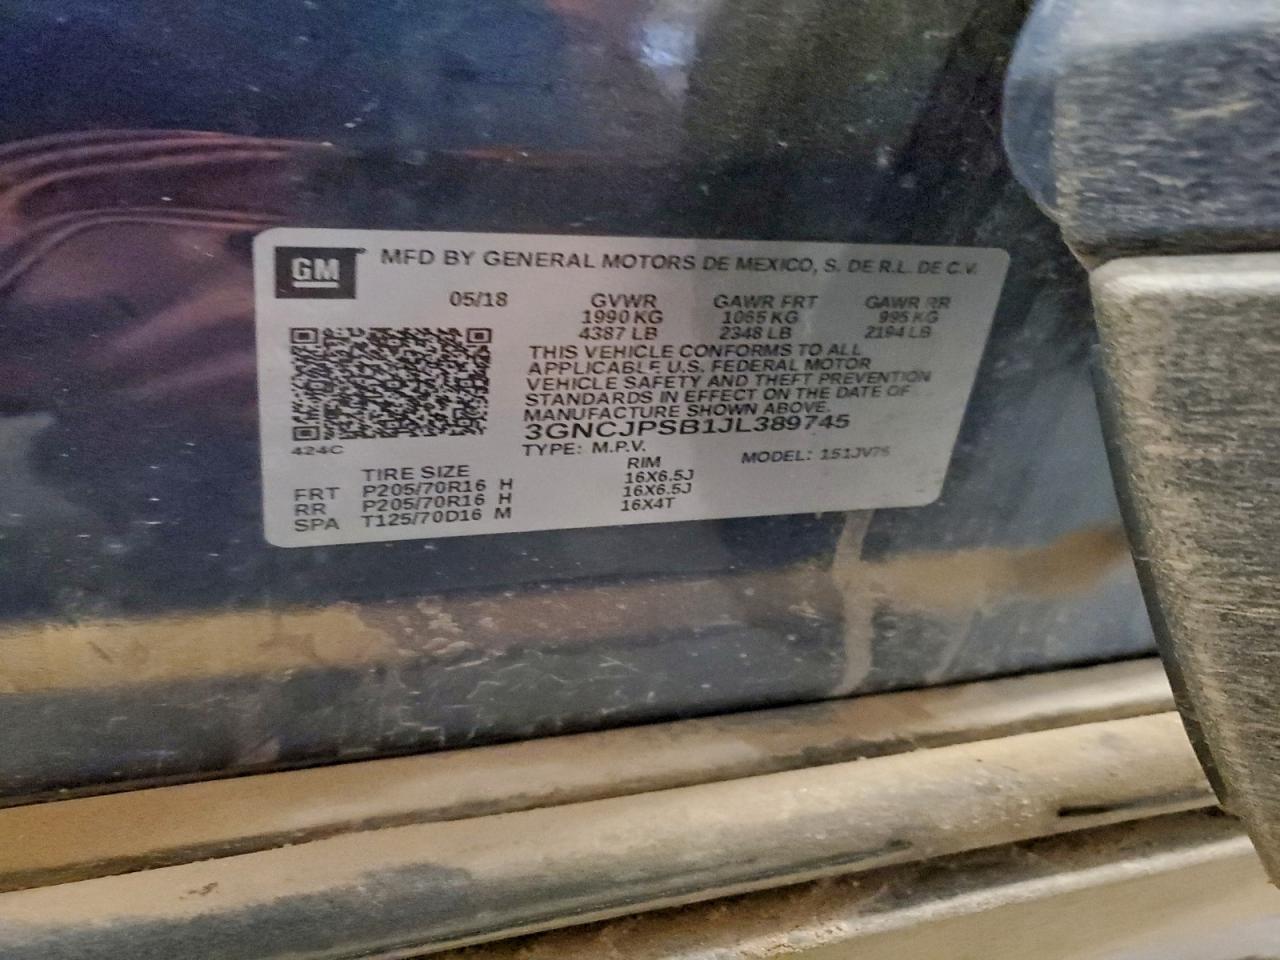 GM MFD BY GENERAL MOTORS DE MEXICO, S. DE R.L. DE C.V.
05/18 GVWR GAWR FRT GAWR RR
1990 KG 1065 KG 995 KG
4387 LB 2348 LB 2194 LB
THIS VEHICLE CONFORMS TO ALL
APPLICABLE U.S. FEDERAL MOTOR
VEHICLE SAFETY AND THEFT PREVENTION
STANDARDS IN EFFECT ON THE DATE OF
MANUFACTURE SHOWN ABOVE.
3GNCJPSB1JL389745
424C TYPE: M.P.V. MODEL: 151JV76
TIRE SIZE RIM
FRT P205/70R16 H 16X6.5J
RR P205/70R16 H 16X6.5J
SPA T125/70D16 M 16X4T